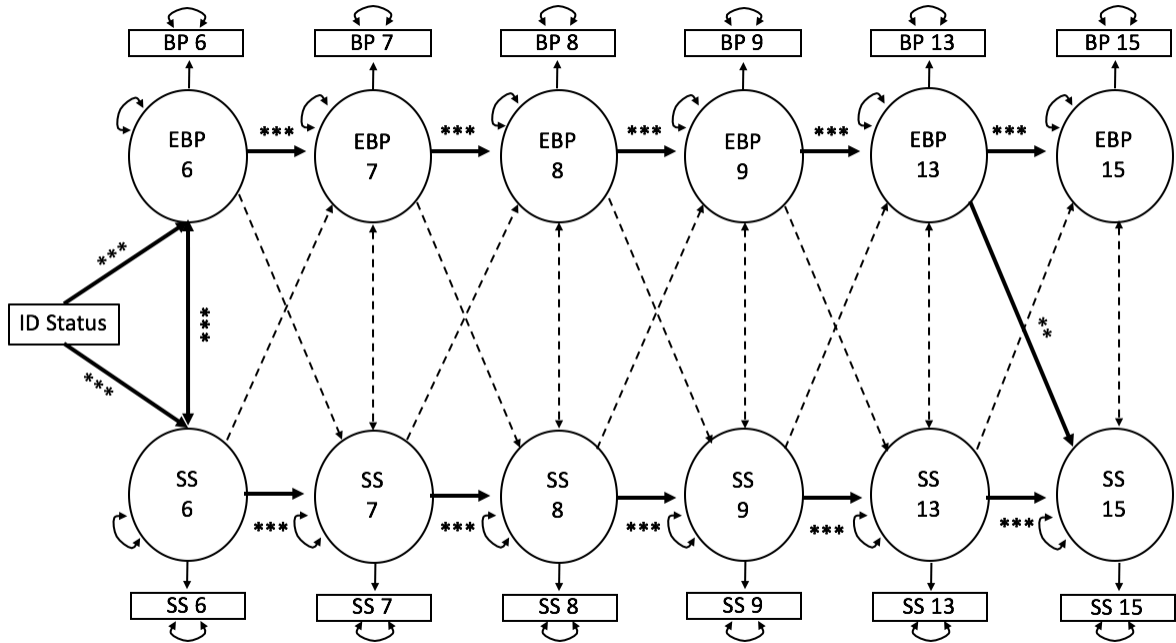 BP 6 BP 7 BP 8 BP 9 BP 13 BP 15
EBP EBP EBP EBP EBP EBP
6 7 8 9 13 15
*** *** *** *** ***
***
ID Status
***
**
***
SS SS SS SS SS SS
6 7 8 9 13 15
*** *** *** *** ***
SS 6 SS 7 SS 8 SS 9 SS 13 SS 15